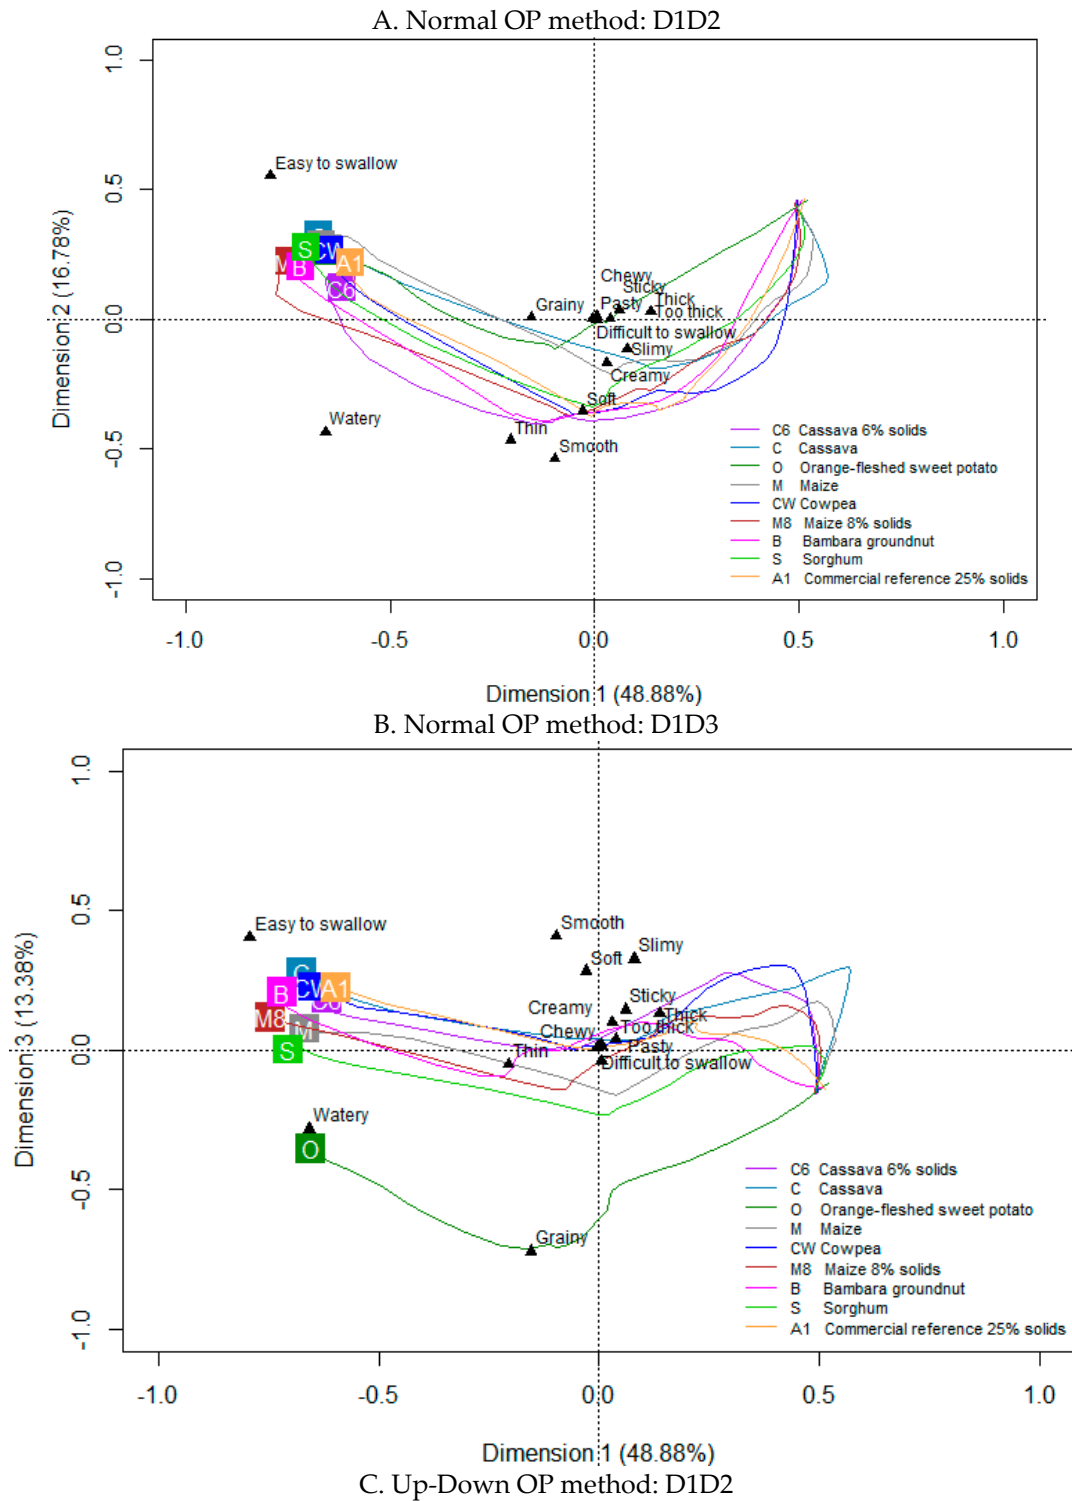 A. Normal OP method: D1D2
1.0
0.5
0.0
-0.5
-1.0
Dimension 2 (16.78%)
Easy to swallow
S
CW
A1
M
B
C6
Chewy
Sticky
Grainy
Pasty
Thick
Too thick
Difficult to swallow
Slimy
Creamy
Soft
Watery
Thin
Smooth
C6 Cassava 6% solids
C Cassava
O Orange-fleshed sweet potato
M Maize
CW Cowpea
M8 Maize 8% solids
B Bambara groundnut
S Sorghum
A1 Commercial reference 25% solids
-1.0 -0.5 0.0 0.5 1.0
Dimension 1 (48.88%)
B. Normal OP method: D1D3
1.0
0.5
0.0
-0.5
-1.0
Dimension 3 (13.38%)
Easy to swallow
Smooth
Soft
Slimy
C
B
CW
A1
C6
M8
M
S
Sticky
Creamy
Thick
Chewy
Too thick
Thin
Pasty
Difficult to swallow
Watery
O
Grainy
C6 Cassava 6% solids
C Cassava
O Orange-fleshed sweet potato
M Maize
CW Cowpea
M8 Maize 8% solids
B Bambara groundnut
S Sorghum
A1 Commercial reference 25% solids
-1.0 -0.5 0.0 0.5 1.0
Dimension 1 (48.88%)
C. Up-Down OP method: D1D2